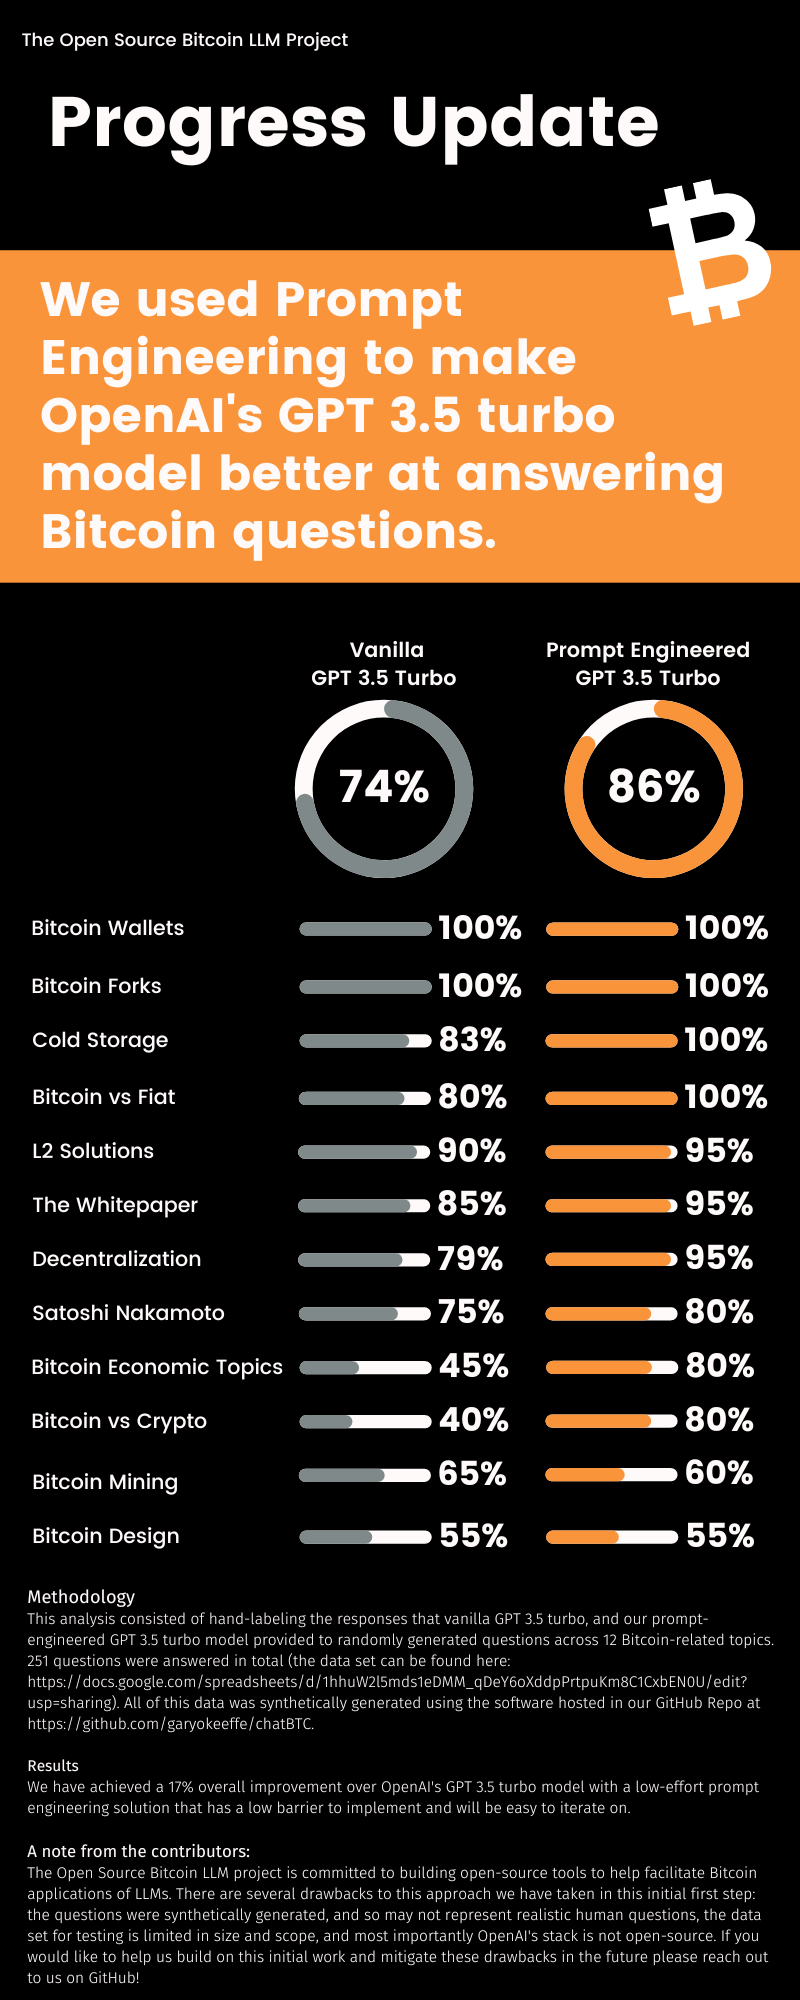 The Open Source Bitcoin LLM Project
Progress Update
We used Prompt
Engineering to make
OpenAI's GPT 3.5 turbo
model better at answering
Bitcoin questions.
Vanilla
GPT 3.5 Turbo
Prompt Engineered
GPT 3.5 Turbo
74%
86%
Bitcoin Wallets 100% 100%
Bitcoin Forks 100% 100%
Cold Storage 83% 100%
Bitcoin vs Fiat 80% 100%
L2 Solutions 90% 95%
The Whitepaper 85% 95%
Decentralization 79% 95%
Satoshi Nakamoto 75% 80%
Bitcoin Economic Topics 45% 80%
Bitcoin vs Crypto 40% 80%
Bitcoin Mining 65% 60%
Bitcoin Design 55% 55%
Methodology
This analysis consisted of hand-labeling the responses that vanilla GPT 3.5 turbo, and our prompt-
engineered GPT 3.5 turbo model provided to randomly generated questions across 12 Bitcoin-related topics.
251 questions were answered in total (the data set can be found here:
https://docs.google.com/spreadsheets/d/1hhuW2l5mds1eDMM_qDeY6oXddpPrtpuKm8C1CxbEN0U/edit?
usp=sharing). All of this data was synthetically generated using the software hosted in our GitHub Repo at
https://github.com/garyokeeffe/chatBTC.
Results
We have achieved a 17% overall improvement over OpenAI's GPT 3.5 turbo model with a low-effort prompt
engineering solution that has a low barrier to implement and will be easy to iterate on.
A note from the contributors:
The Open Source Bitcoin LLM project is committed to building open-source tools to help facilitate Bitcoin
applications of LLMs. There are several drawbacks to this approach we have taken in this initial first step:
the questions were synthetically generated, and so may not represent realistic human questions, the data
set for testing is limited in size and scope, and most importantly OpenAI's stack is not open-source. If you
would like to help us build on this initial work and mitigate these drawbacks in the future please reach out
to us on GitHub!